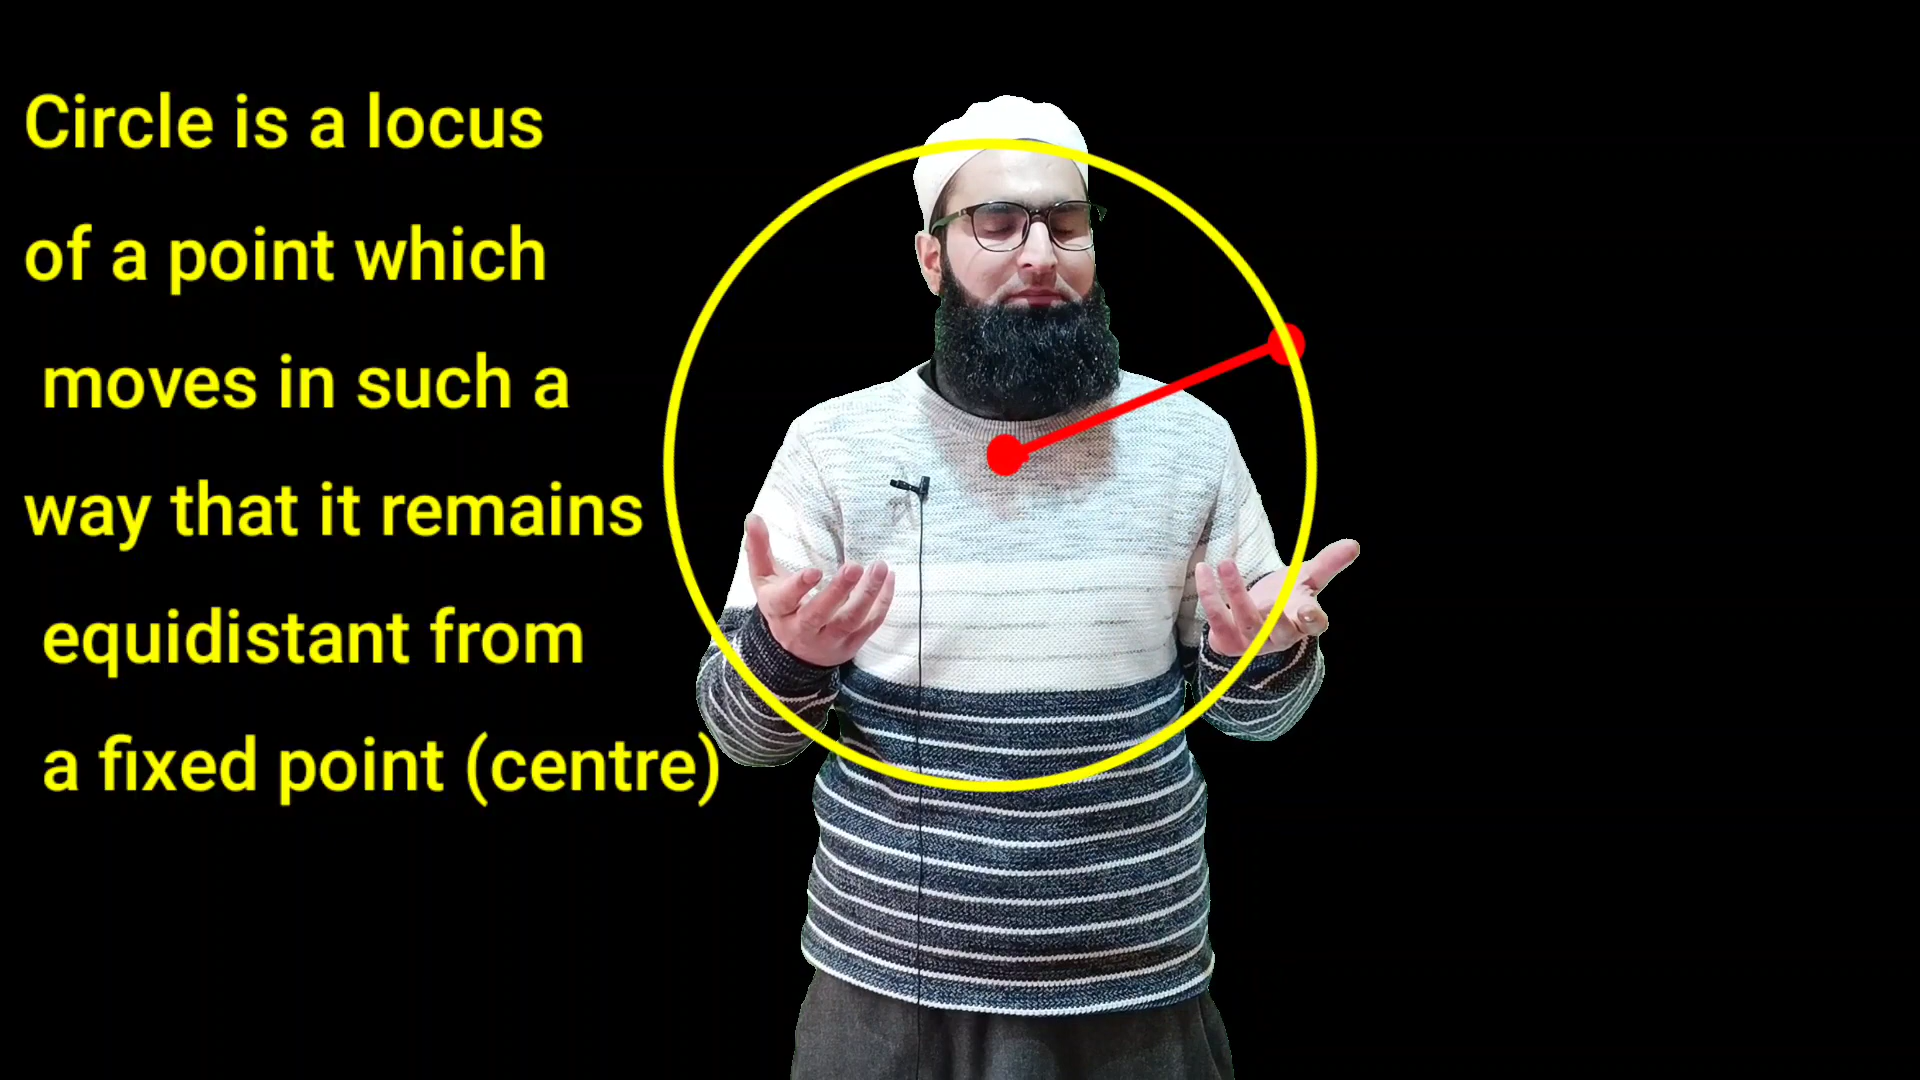 Circle is a locus
of a point which
moves in such a
way that it remains
equidistant from
a fixed point (centre)